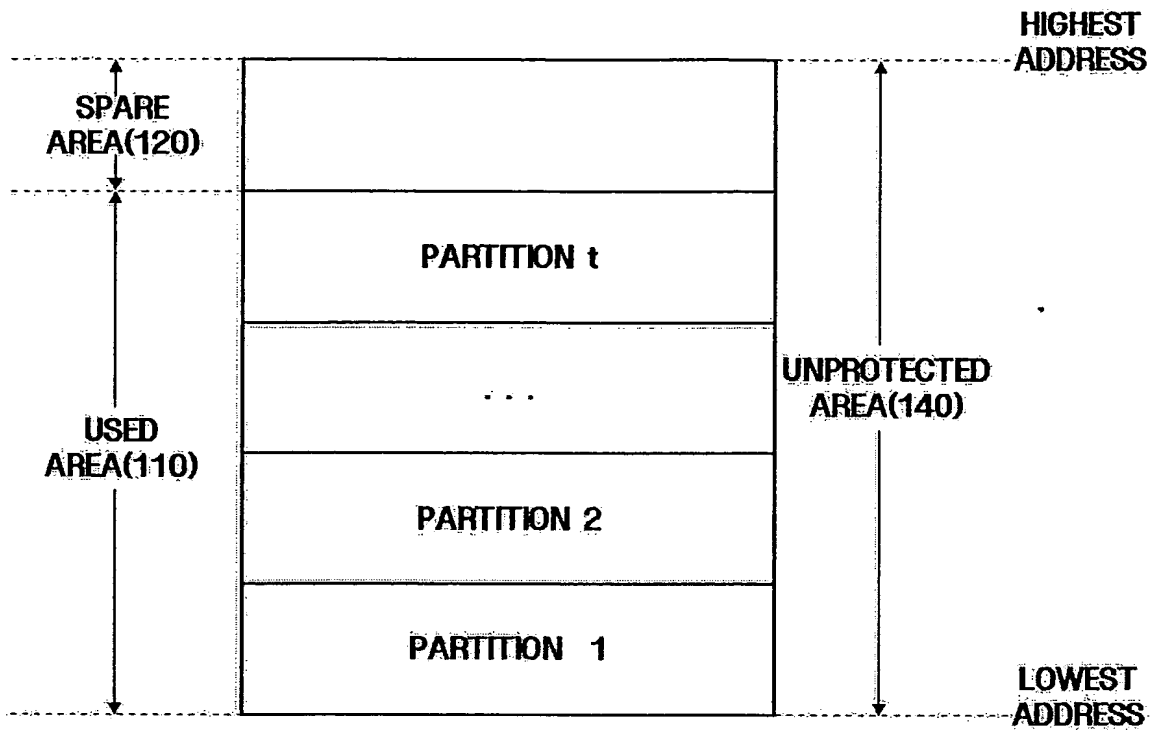 HIGHEST
ADDRESS
SPARE
AREA(120)
PARTITION t
UNPROTECTED
AREA(140)
. . .
USED
AREA(110)
PARTITION 2
PARTITION 1
LOWEST
ADDRESS